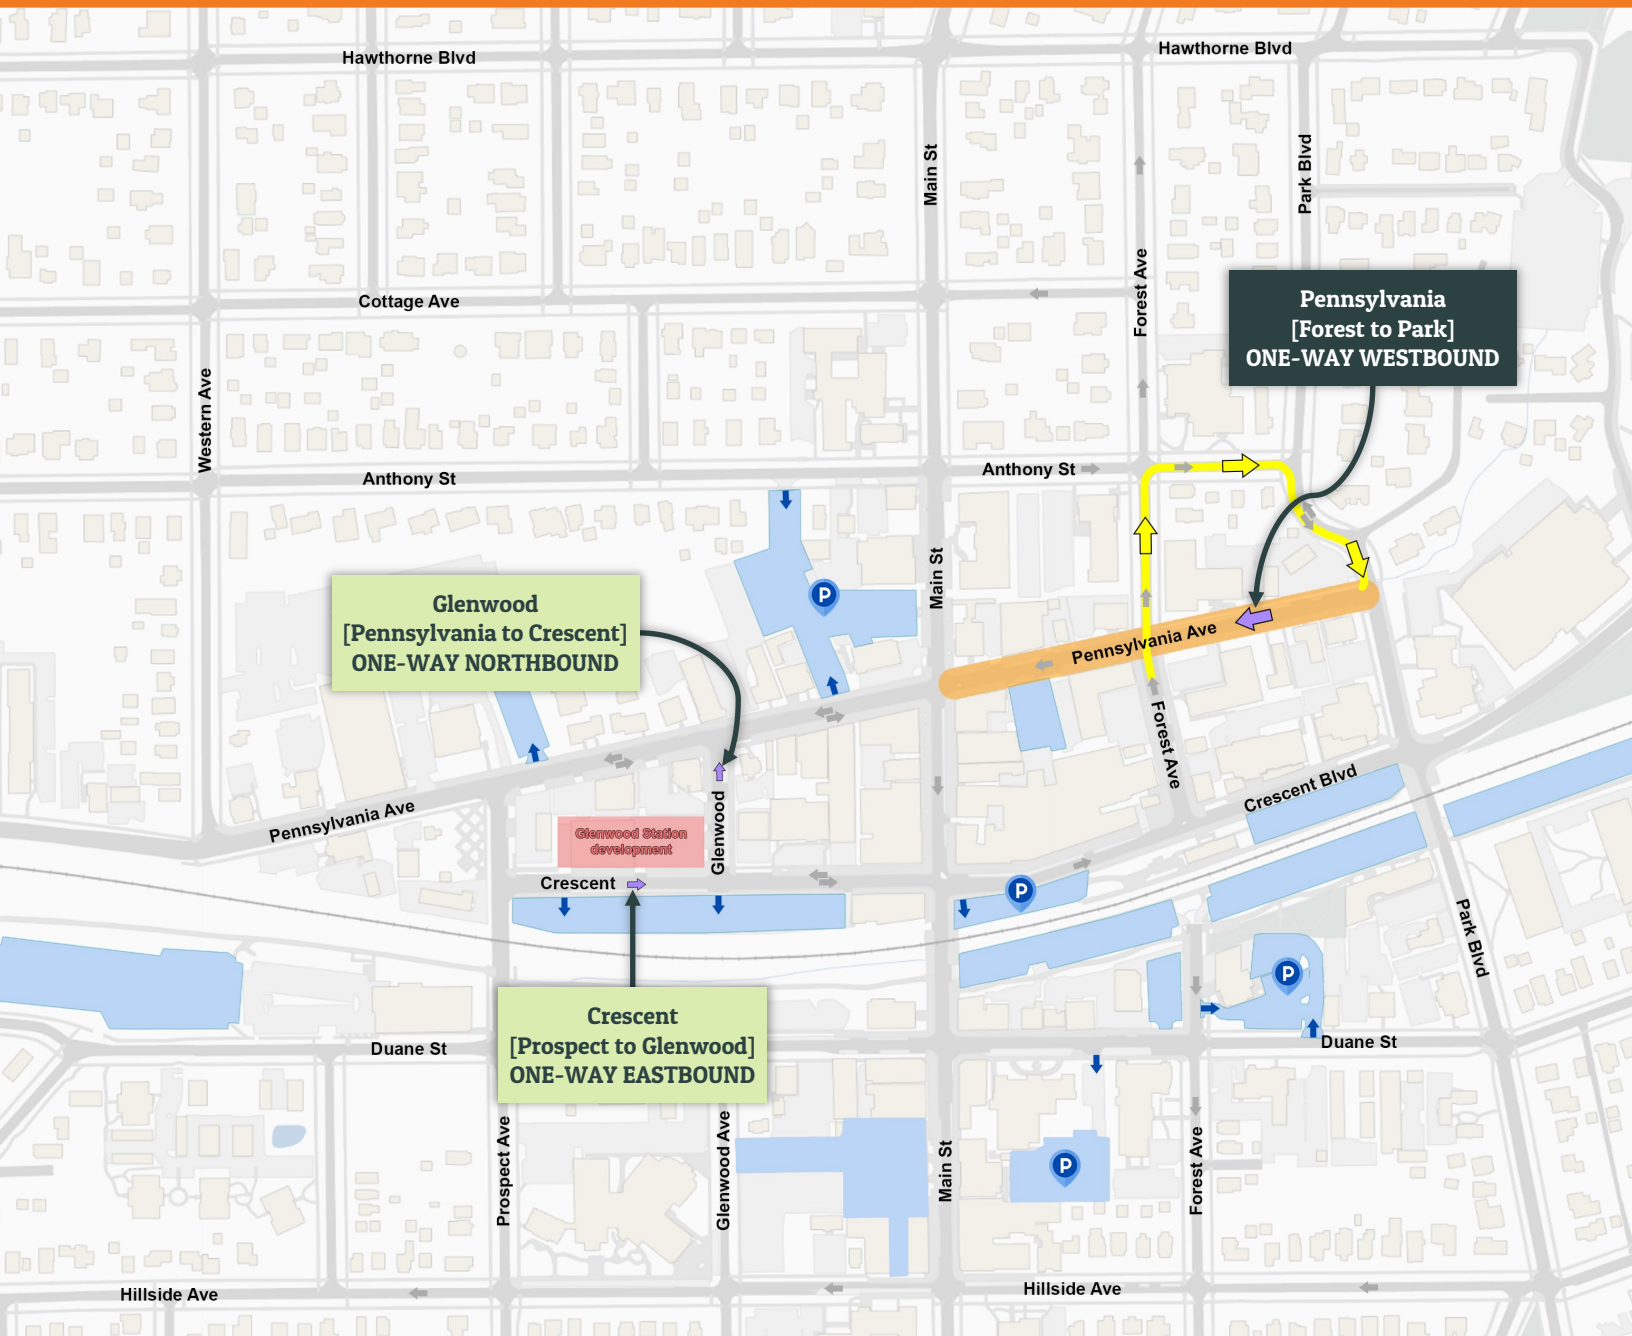 Hawthorne Blvd
Hawthorne Blvd
Main St
Park Blvd
Forest Ave
Cottage Ave
Pennsylvania
[Forest to Park]
ONE-WAY WESTBOUND
Western Ave
Anthony St
Anthony St
Main St
P
Glenwood
[Pennsylvania to Crescent]
ONE-WAY NORTHBOUND
Pennsylvania Ave
Forest Ave
Pennsylvania Ave
Glenwood Station
development
Glenwood
Crescent Blvd
Crescent
P
Park Blvd
P
Crescent
[Prospect to Glenwood]
ONE-WAY EASTBOUND
Duane St
Duane St
Prospect Ave
Glenwood Ave
Main St
P
Forest Ave
Hillside Ave
Hillside Ave